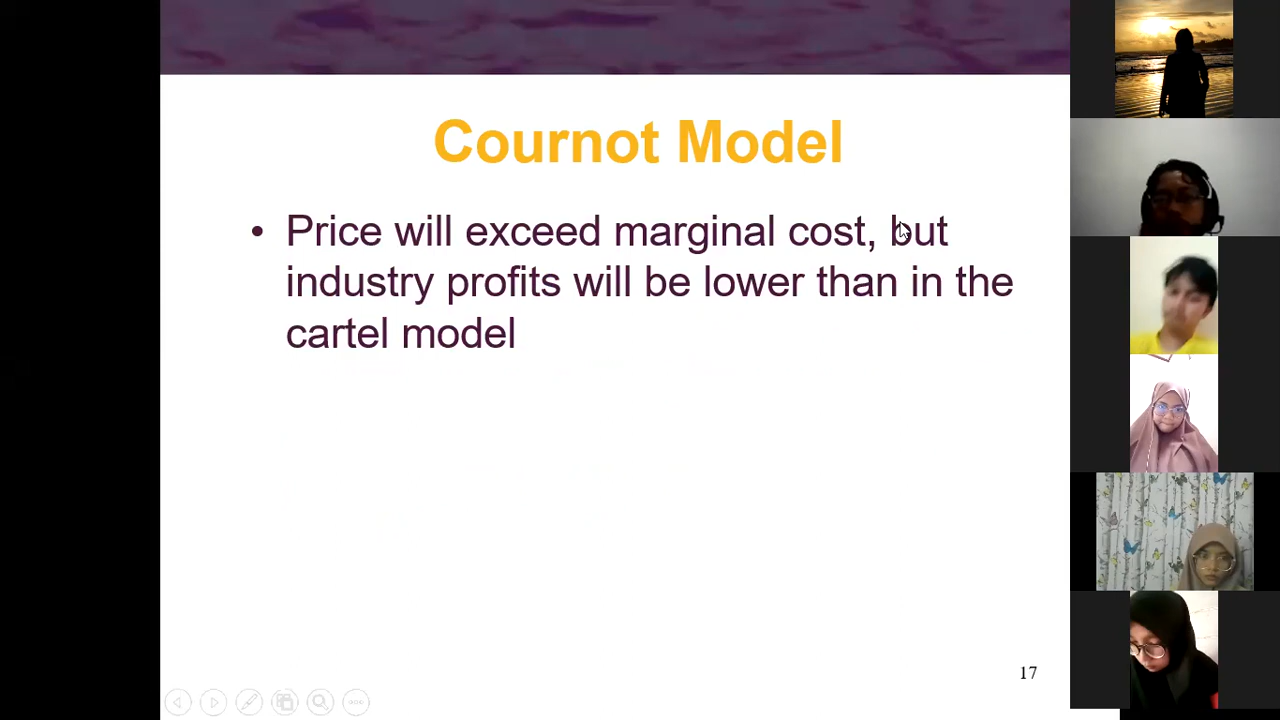 Cournot Model
• Price will exceed marginal cost, but
industry profits will be lower than in the
cartel model
17